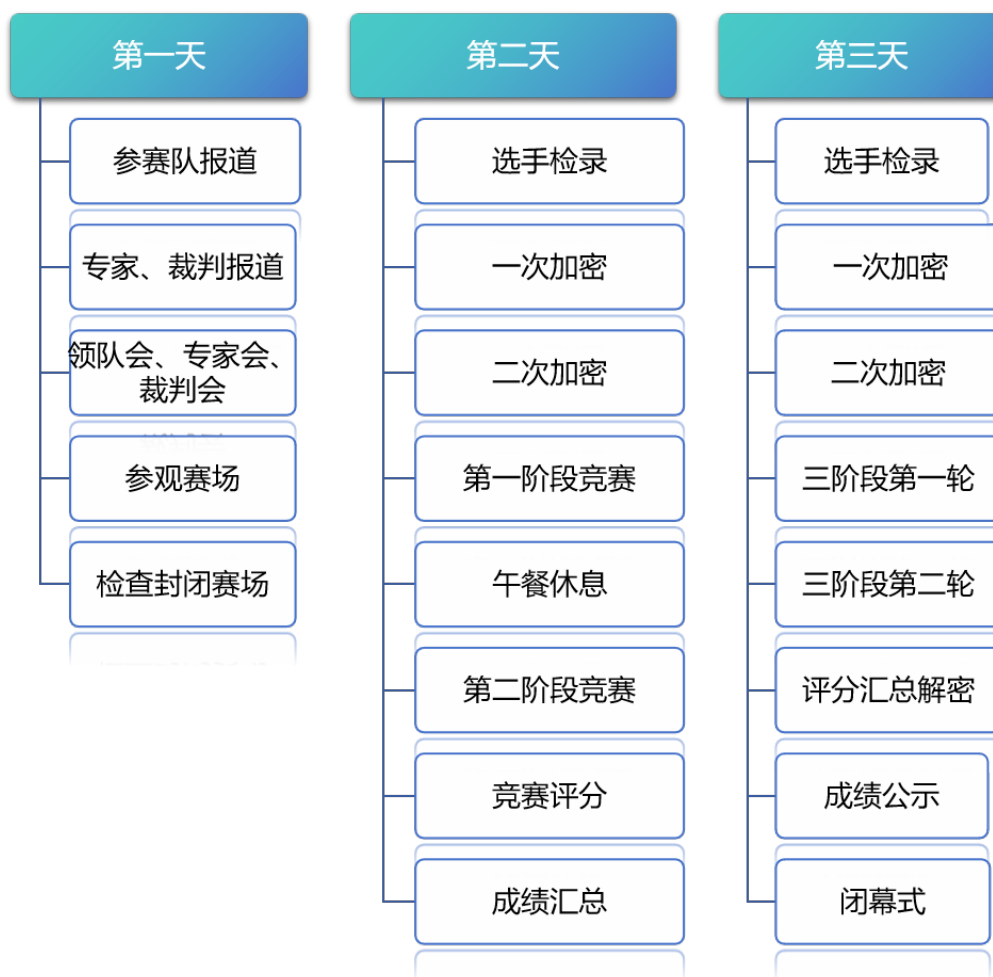 第一天
参赛队报道
专家、裁判报道
领队会、专家会、
裁判会
参观赛场
检查封闭赛场
第二天
选手检录
一次加密
二次加密
第一阶段竞赛
午餐休息
第二阶段竞赛
竞赛评分
成绩汇总
第三天
选手检录
一次加密
二次加密
三阶段第一轮
三阶段第二轮
评分汇总解密
成绩公示
闭幕式